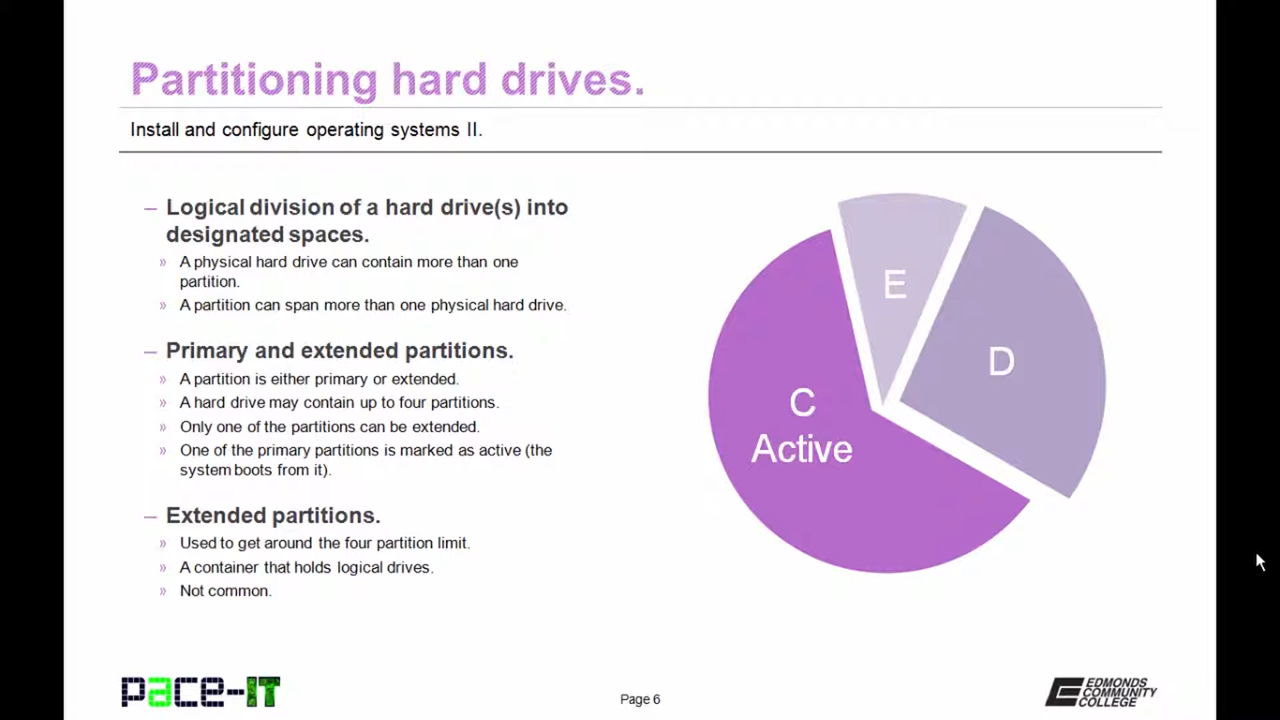 Partitioning hard drives.
Install and configure operating systems II.
– Logical division of a hard drive(s) into
designated spaces.
» A physical hard drive can contain more than one
partition.
» A partition can span more than one physical hard drive.
– Primary and extended partitions.
» A partition is either primary or extended.
» A hard drive may contain up to four partitions.
» Only one of the partitions can be extended.
» One of the primary partitions is marked as active (the
system boots from it).
– Extended partitions.
» Used to get around the four partition limit.
» A container that holds logical drives.
» Not common.
E
D
C
Active
pace-IT
Page 6
EDMONDS
COMMUNITY
COLLEGE